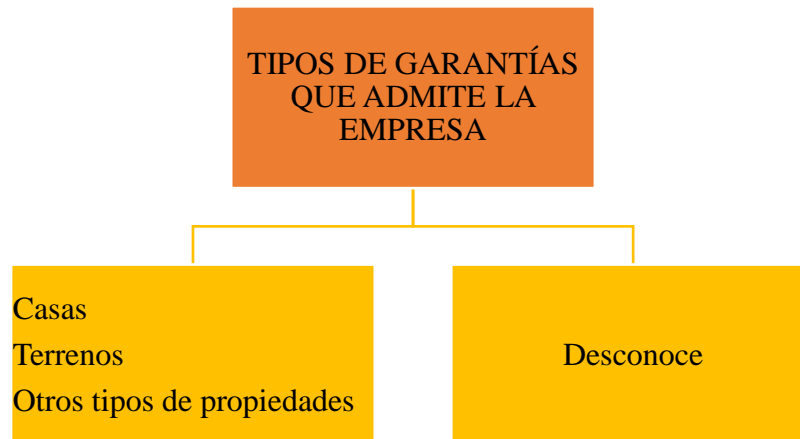 TIPOS DE GARANTÍAS
QUE ADMITE LA
EMPRESA
Casas
Terrenos
Otros tipos de propiedades
Desconoce